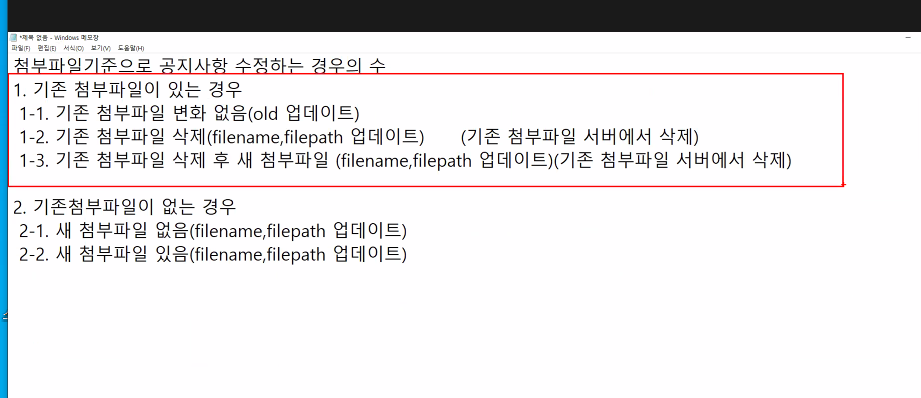 *제목 없음 - Windows 메모장
파일(F) 편집(E) 서식(O) 보기(V) 도움말(H)
첨부파일기준으로 공지사항 수정하는 경우의 수
1. 기존 첨부파일이 있는 경우
1-1. 기존 첨부파일 변화 없음(old 업데이트)
1-2. 기존 첨부파일 삭제(filename,filepath 업데이트) (기존 첨부파일 서버에서 삭제)
1-3. 기존 첨부파일 삭제 후 새 첨부파일 (filename,filepath 업데이트)(기존 첨부파일 서버에서 삭제)
2. 기존첨부파일이 없는 경우
2-1. 새 첨부파일 없음(filename,filepath 업데이트)
2-2. 새 첨부파일 있음(filename,filepath 업데이트)